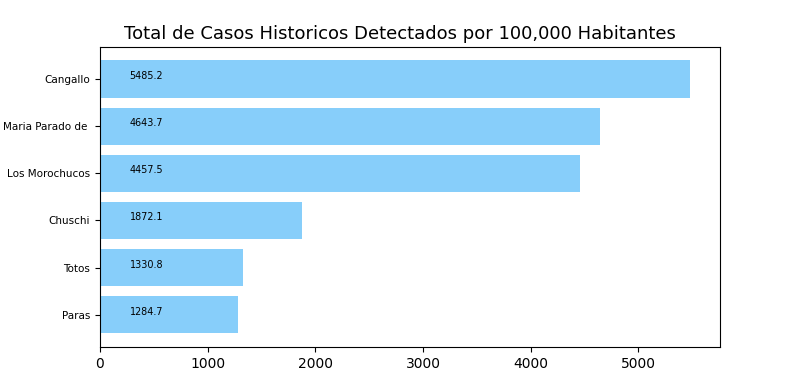 Total de Casos Historicos Detectados por 100,000 Habitantes
Cangallo 5485.2
Maria Parado de 4643.7
Los Morochucos 4457.5
Chuschi 1872.1
Totos 1330.8
Paras 1284.7
0 1000 2000 3000 4000 5000